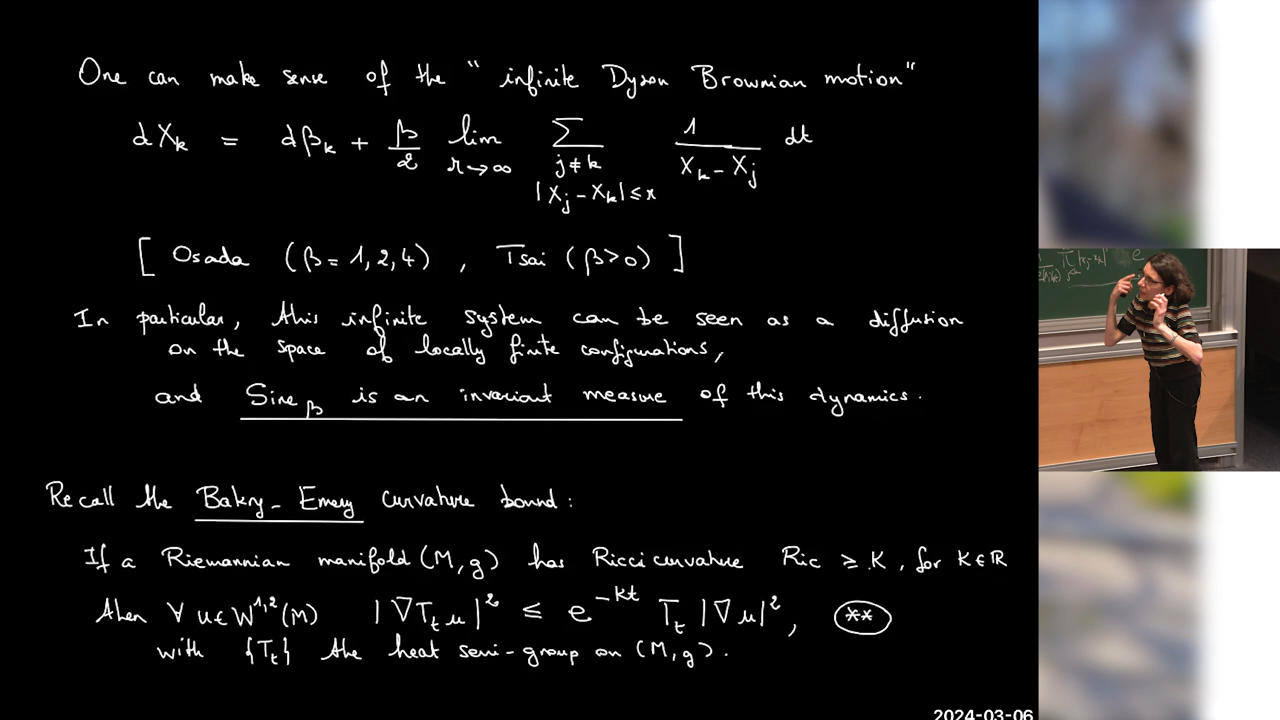 One can make sense of the "infinite Dyson Brownian motion"
dX_k = dβ_k + β/2 lim_{r→∞} ∑_{j≠k, |X_j - X_k| ≤ r} 1/(X_k - X_j) dt
[ Osada (β = 1,2,4) , Tsai (β>0) ]
In particular, this infinite system can be seen as a diffusion
on the space of locally finite configurations,
and Sine_β is an invariant measure of this dynamics.
Recall the Bakry-Emery curvature bound:
If a Riemannian manifold (M,g) has Ricci curvature Ric ≥ K, for K∈ℝ
then ∀ u∈W^{1,2}(M) |∇T_t u|^2 ≤ e^{-Kt} T_t |∇u|^2, (**)
with {T_t} the heat semi-group on (M,g).
2024-03-06